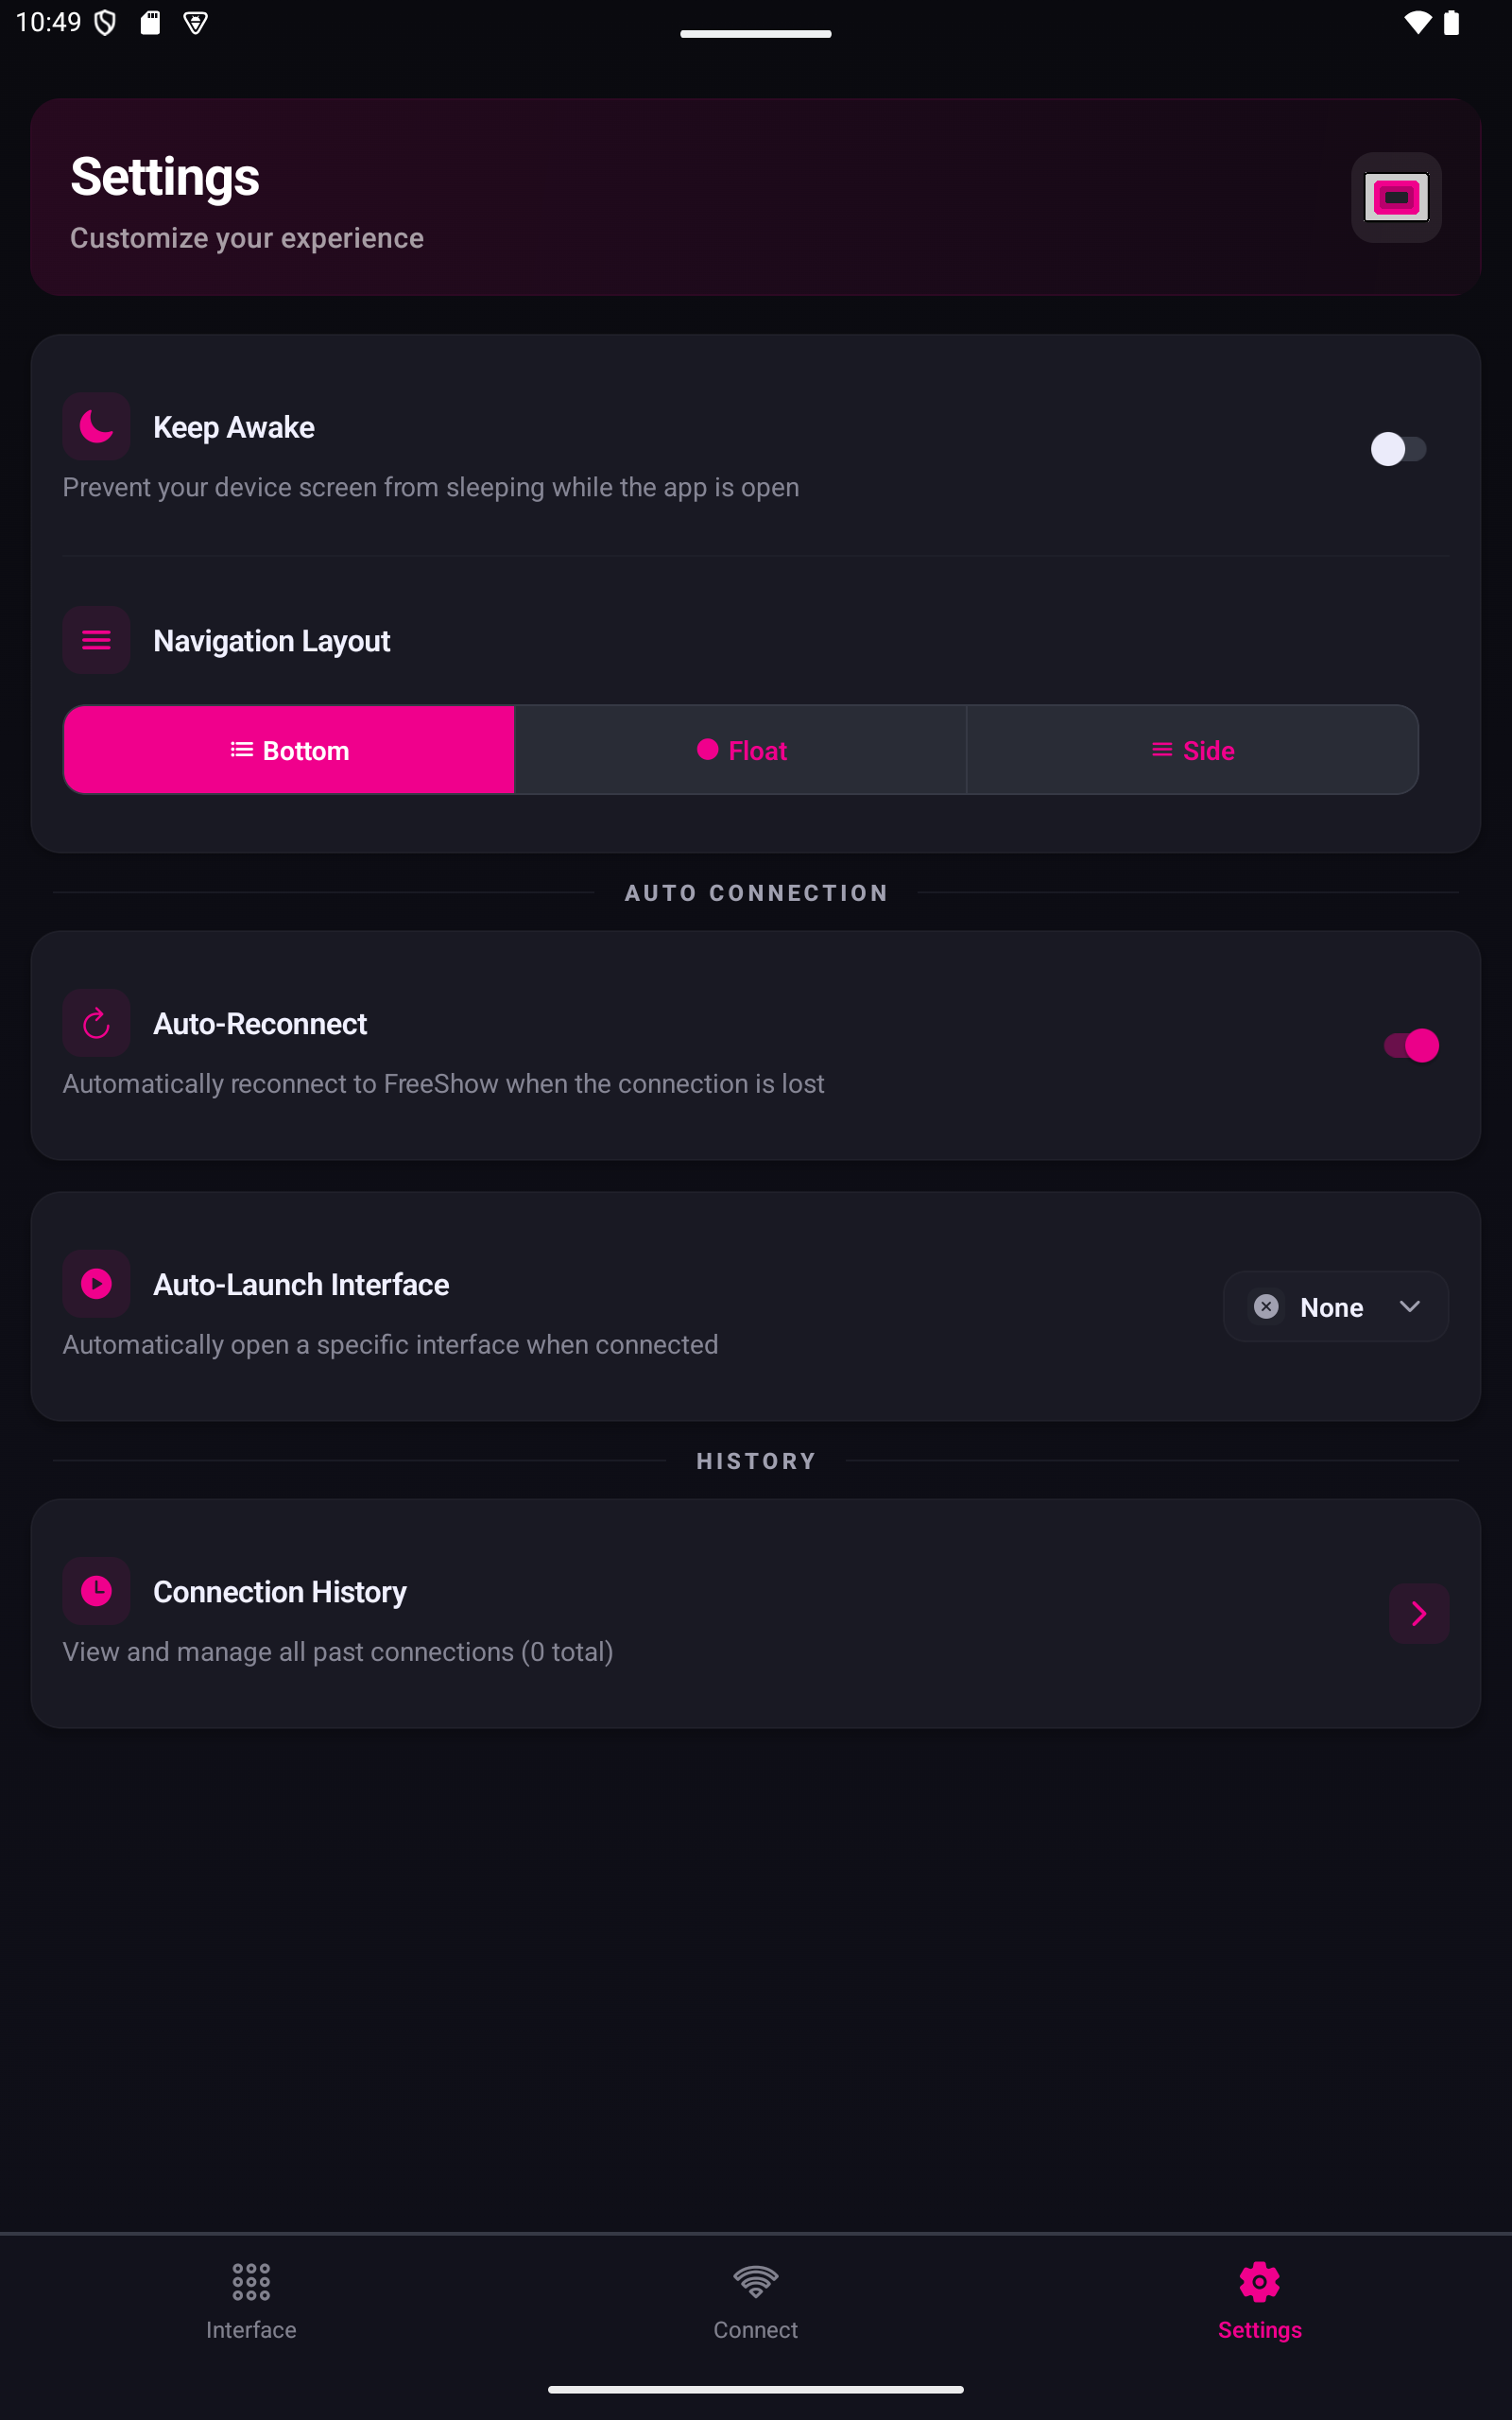 10:49
Settings
Customize your experience
Keep Awake
Prevent your device screen from sleeping while the app is open
Navigation Layout
Bottom
Float
Side
AUTO CONNECTION
Auto-Reconnect
Automatically reconnect to FreeShow when the connection is lost
Auto-Launch Interface
None
Automatically open a specific interface when connected
HISTORY
Connection History
View and manage all past connections (0 total)
Interface
Connect
Settings